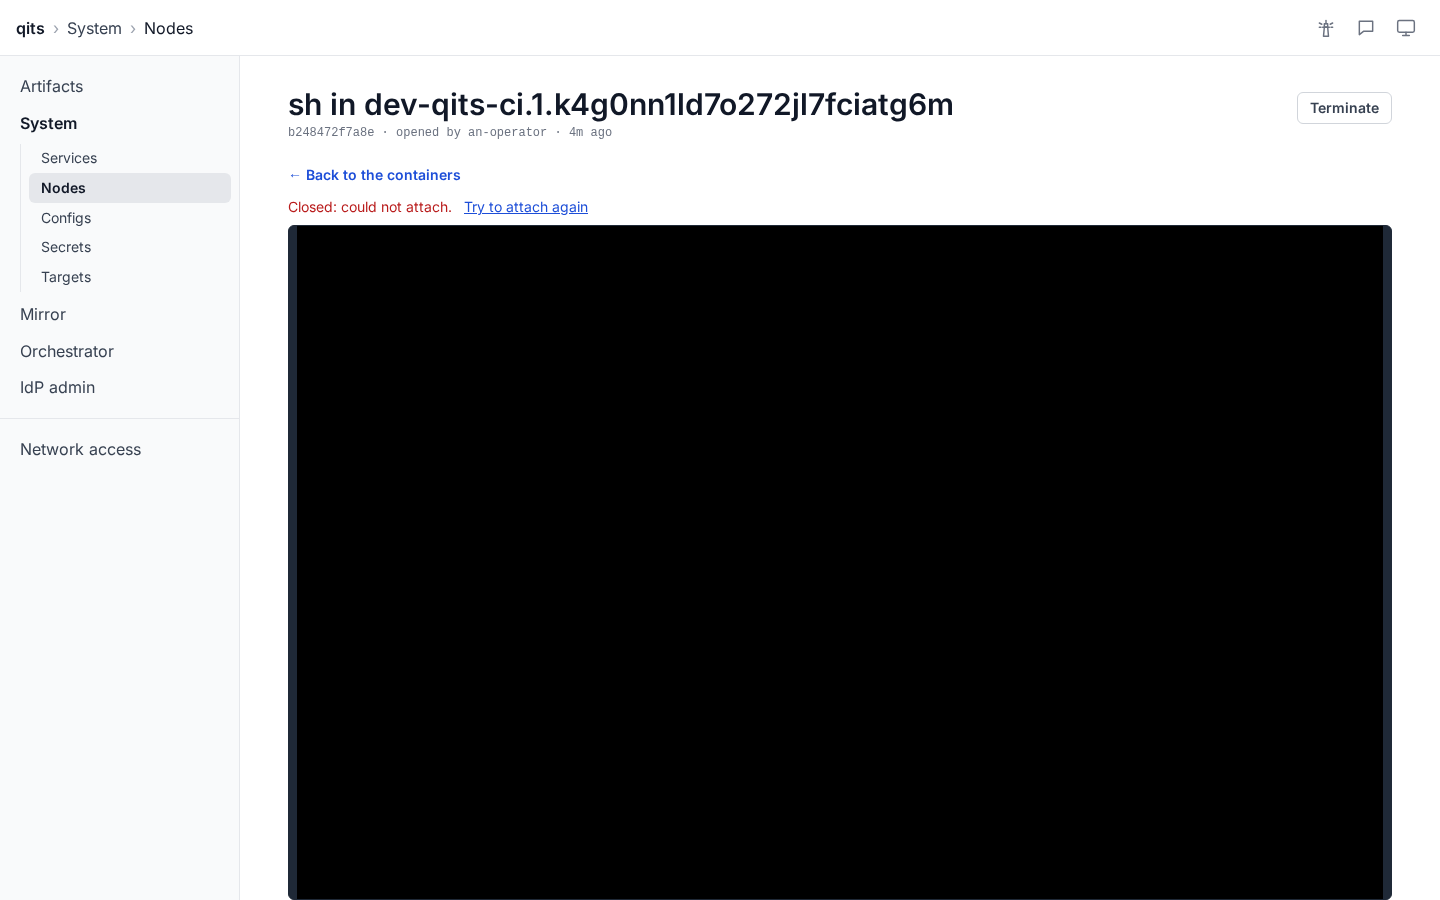 qits › System › Nodes
Artifacts
System
Services
Nodes
Configs
Secrets
Targets
Mirror
Orchestrator
IdP admin
Network access
sh in dev-qits-ci.1.k4g0nn1ld7o272jl7fciatg6m
Terminate
b248472f7a8e · opened by an-operator · 4m ago
← Back to the containers
Closed: could not attach. Try to attach again